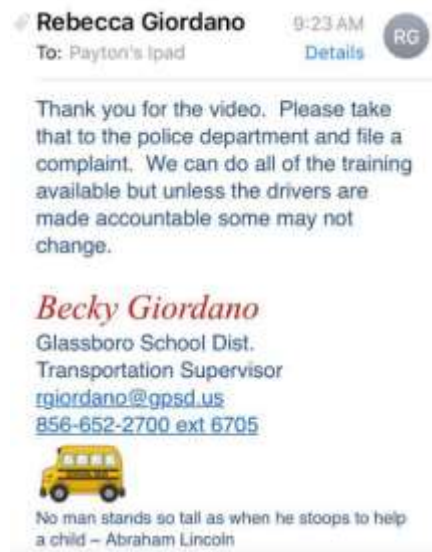 Rebecca Giordano 9:23 AM RG
To: Payton's Ipad Details
Thank you for the video. Please take
that to the police department and file a
complaint. We can do all of the training
available but unless the drivers are
made accountable some may not
change.
Becky Giordano
Glassboro School Dist.
Transportation Supervisor
rgiordano@gpsd.us
856-652-2700 ext 6705
SCHOOL BUS
No man stands so tall as when he stoops to help
a child – Abraham Lincoln